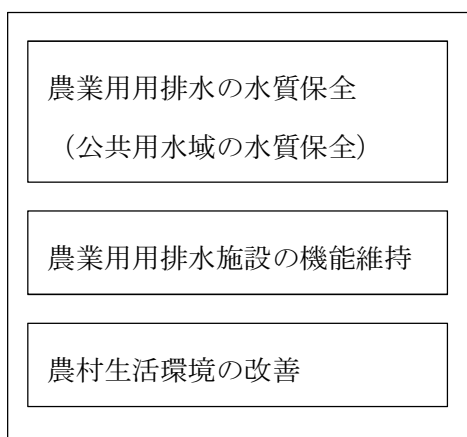 農業用用排水の水質保全
（公共用水域の水質保全）
農業用用排水施設の機能維持
農村生活環境の改善